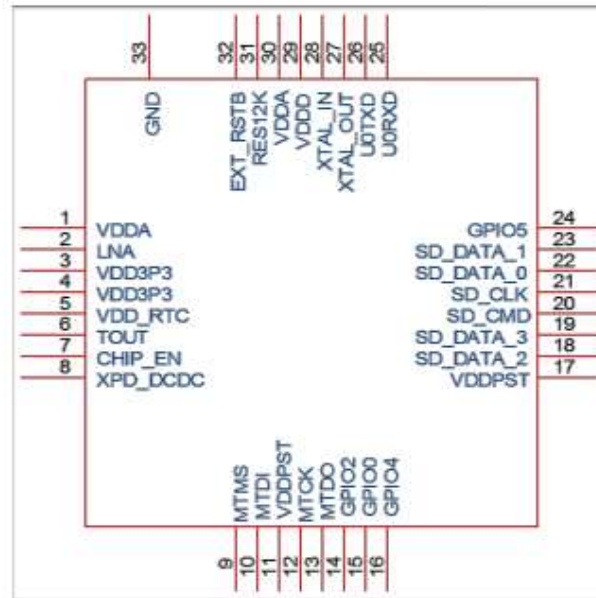 33 32 31 30 29 28 27 26 25
GND EXT_RSTB RES12K VDDA VDDD XTAL_IN XTAL_OUT U0TXD U0RXD
1 VDDA
2 LNA
3 VDD3P3
4 VDD3P3
5 VDD_RTC
6 TOUT
7 CHIP_EN
8 XPD_DCDC
GPIO5 24
SD_DATA_1 23
SD_DATA_0 22
SD_CLK 21
SD_CMD 20
SD_DATA_3 19
SD_DATA_2 18
VDDPST 17
MTMS MTDI VDDPST MTCK MTDO GPIO2 GPIO0 GPIO4
9 10 11 12 13 14 15 16